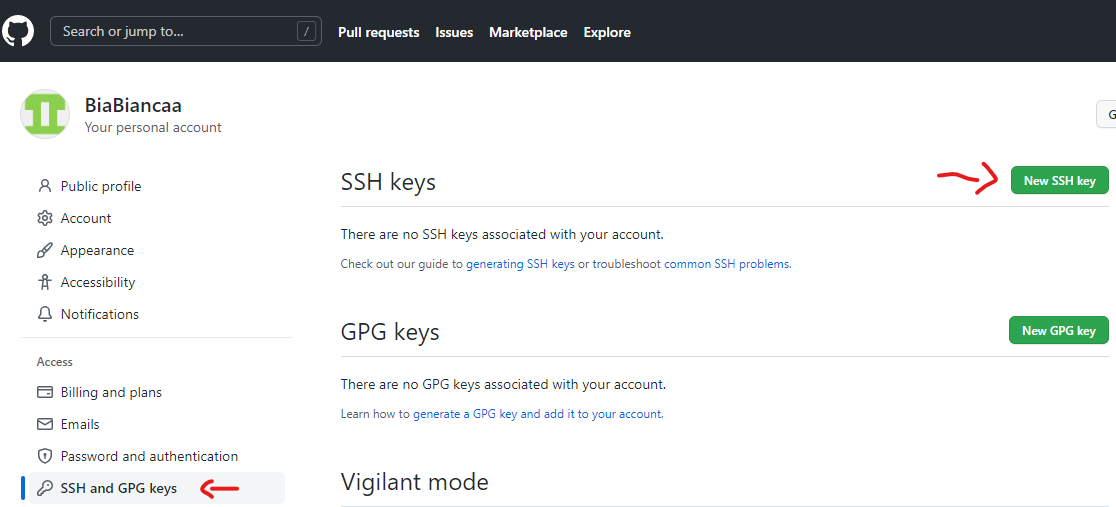 Search or jump to... /
Pull requests Issues Marketplace Explore
BiaBiancaa
Your personal account
G
Public profile
Account
Appearance
Accessibility
Notifications
Access
Billing and plans
Emails
Password and authentication
SSH and GPG keys
SSH keys
New SSH key
There are no SSH keys associated with your account.
Check out our guide to generating SSH keys or troubleshoot common SSH problems.
GPG keys
New GPG key
There are no GPG keys associated with your account.
Learn how to generate a GPG key and add it to your account.
Vigilant mode